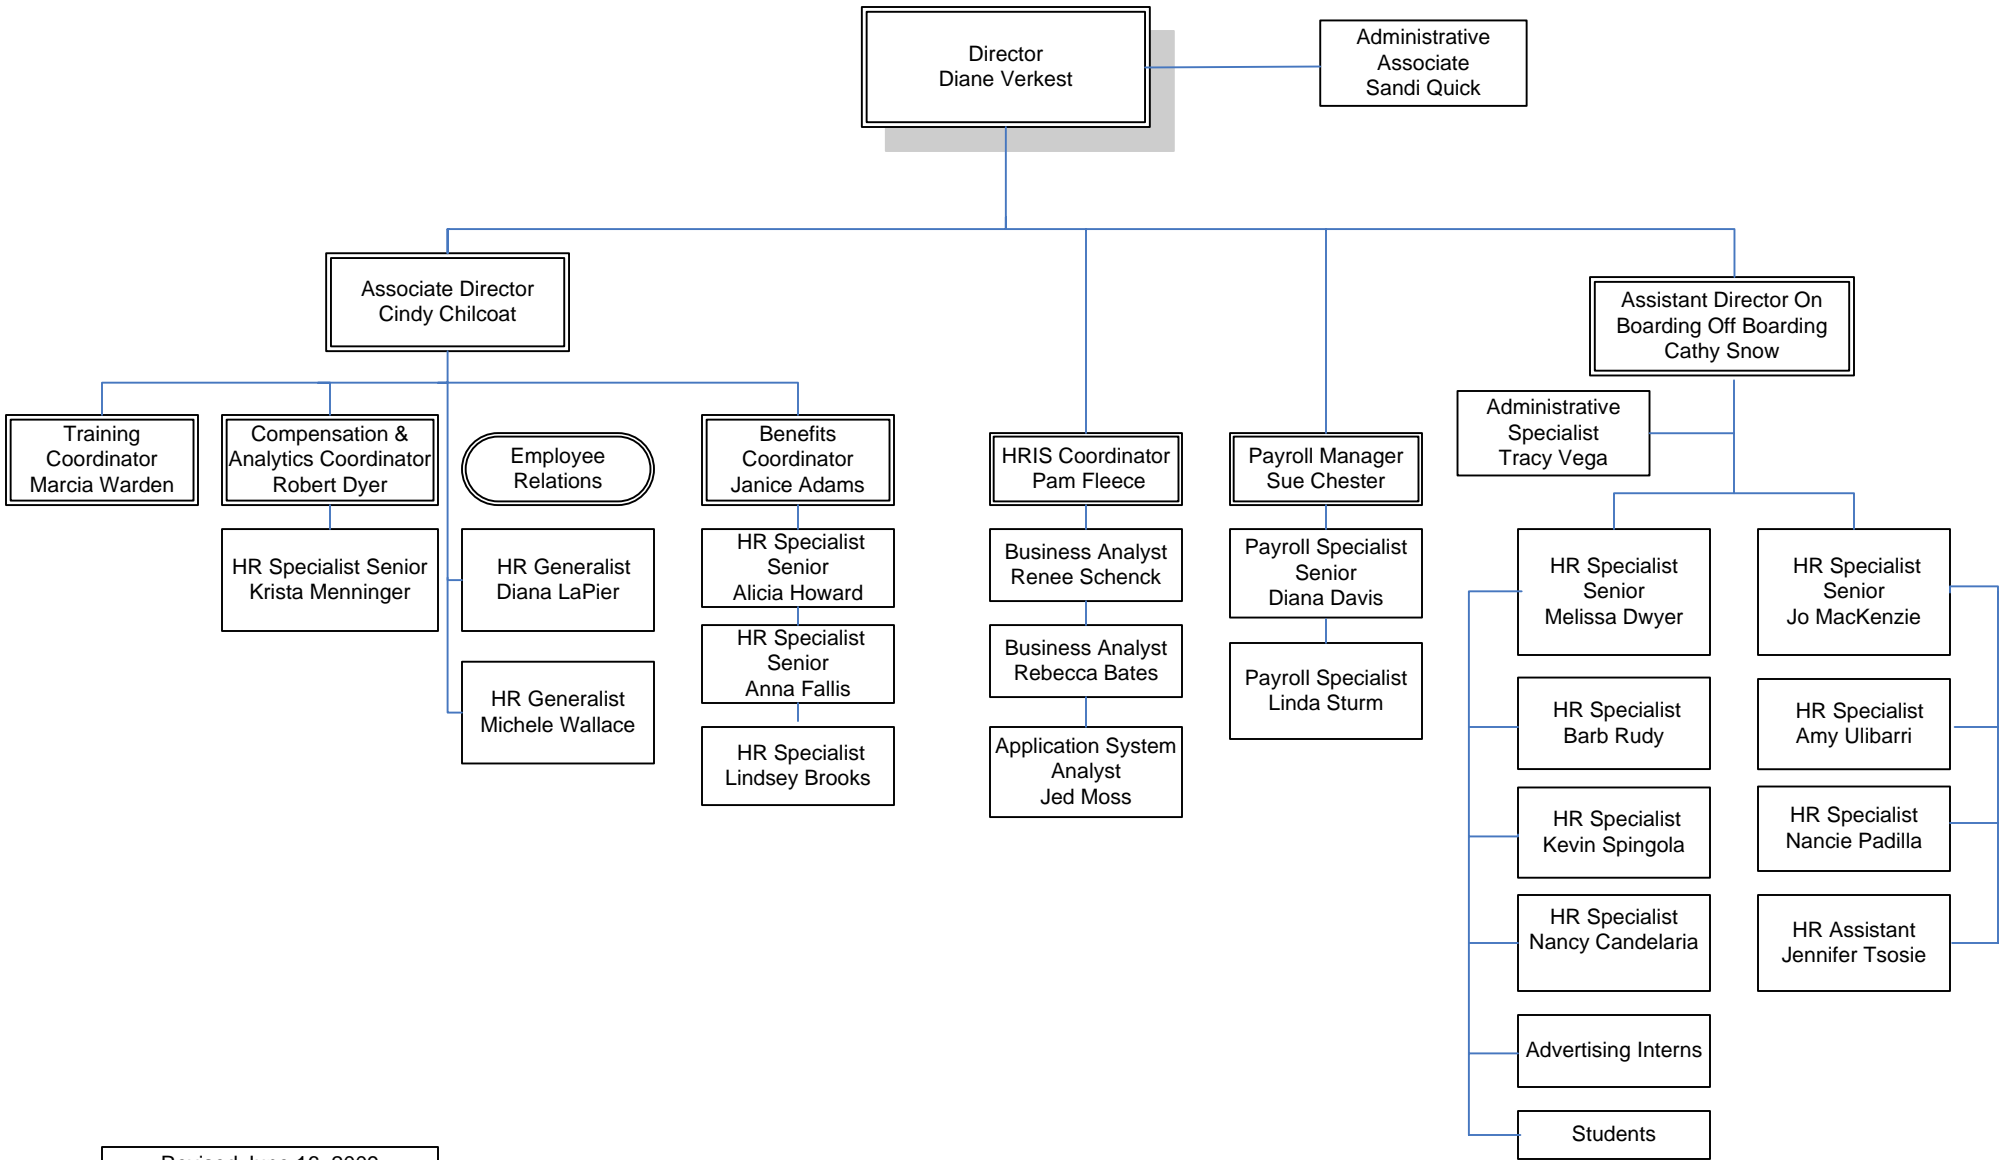 Director
Diane Verkest
Administrative
Associate
Sandi Quick
Associate Director
Cindy Chilcoat
Assistant Director On
Boarding Off Boarding
Cathy Snow
Training
Coordinator
Marcia Warden
Compensation &
Analytics Coordinator
Robert Dyer
Employee
Relations
Benefits
Coordinator
Janice Adams
HRIS Coordinator
Pam Fleece
Payroll Manager
Sue Chester
Administrative
Specialist
Tracy Vega
HR Specialist Senior
Krista Menninger
HR Generalist
Diana LaPier
HR Generalist
Michele Wallace
HR Specialist
Senior
Alicia Howard
HR Specialist
Senior
Anna Fallis
HR Specialist
Lindsey Brooks
Business Analyst
Renee Schenck
Business Analyst
Rebecca Bates
Application System
Analyst
Jed Moss
Payroll Specialist
Senior
Diana Davis
Payroll Specialist
Linda Sturm
HR Specialist
Senior
Melissa Dwyer
HR Specialist
Barb Rudy
HR Specialist
Kevin Spingola
HR Specialist
Nancy Candelaria
Advertising Interns
Students
HR Specialist
Senior
Jo MacKenzie
HR Specialist
Amy Ulibarri
HR Specialist
Nancie Padilla
HR Assistant
Jennifer Tsosie
Revised June